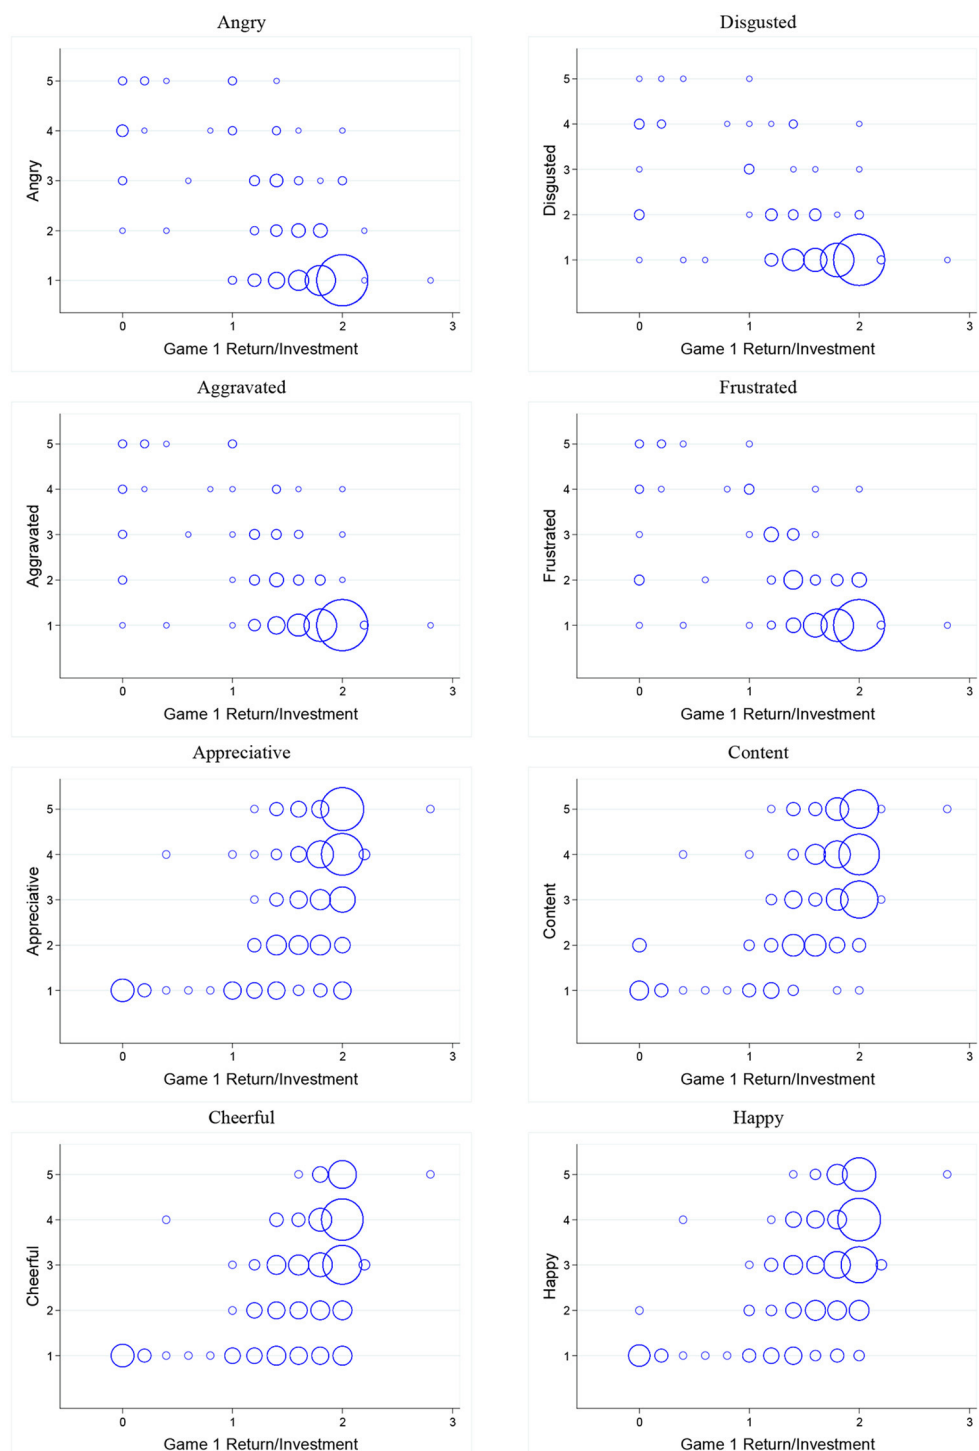 Angry
Disgusted
5
4
3
2
1
Angry
0 1 2 3
Game 1 Return/Investment
5
4
3
2
1
Disgusted
0 1 2 3
Game 1 Return/Investment
Aggravated
Frustrated
5
4
3
2
1
Aggravated
0 1 2 3
Game 1 Return/Investment
5
4
3
2
1
Frustrated
0 1 2 3
Game 1 Return/Investment
Appreciative
Content
5
4
3
2
1
Appreciative
0 1 2 3
Game 1 Return/Investment
5
4
3
2
1
Content
0 1 2 3
Game 1 Return/Investment
Cheerful
Happy
5
4
3
2
1
Cheerful
0 1 2 3
Game 1 Return/Investment
5
4
3
2
1
Happy
0 1 2 3
Game 1 Return/Investment